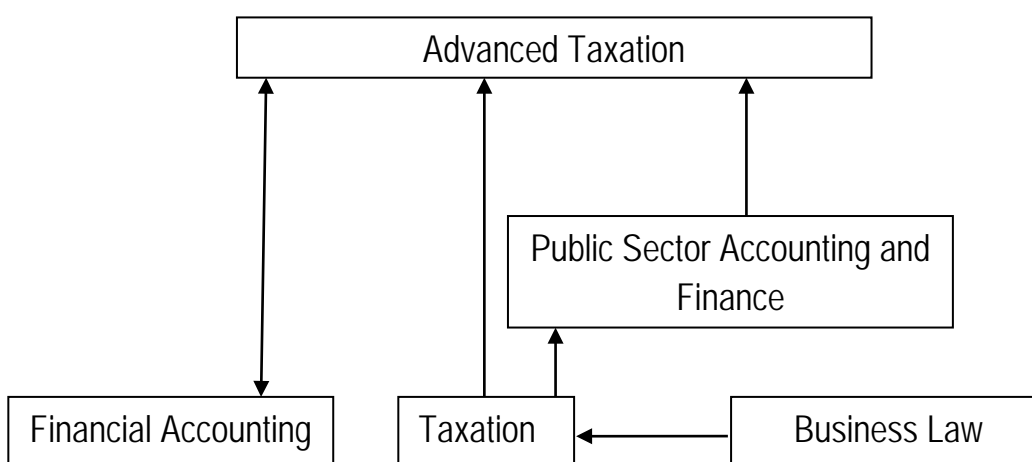 Advanced Taxation
Public Sector Accounting and
Finance
Financial Accounting
Taxation
Business Law